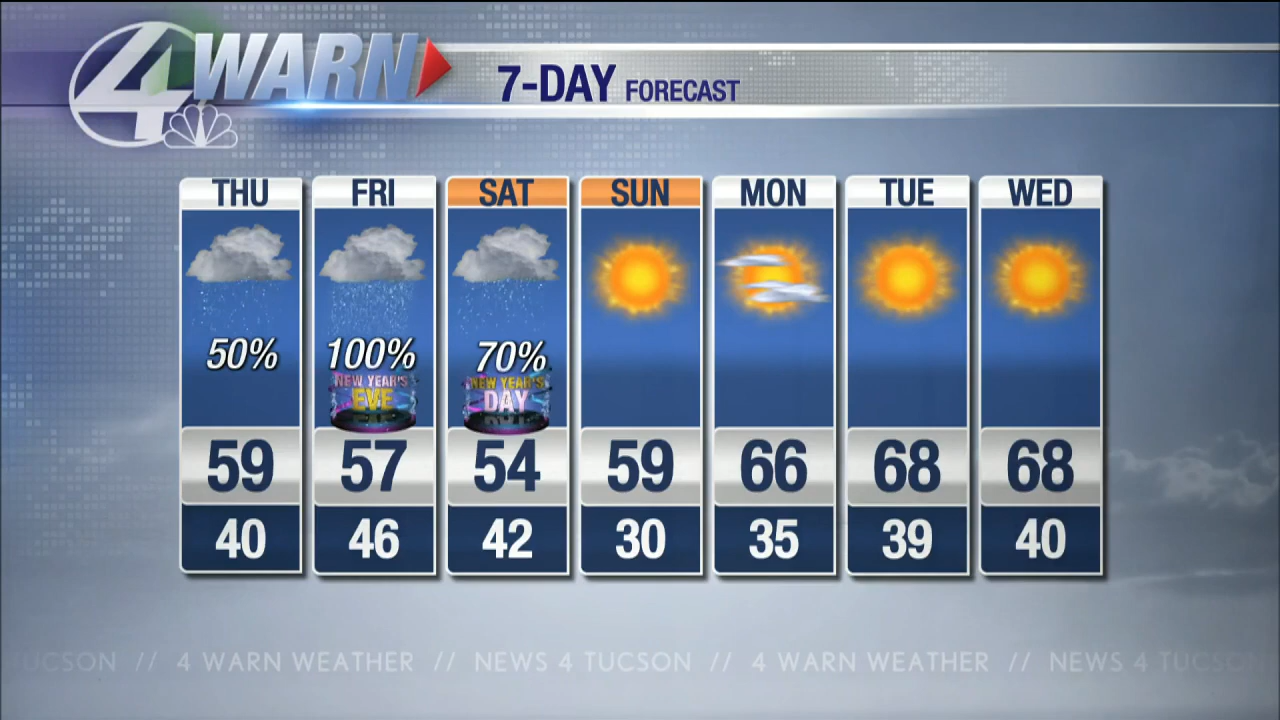 4WARN
7-DAY FORECAST
THU FRI SAT SUN MON TUE WED
50% 100% 70%
NEW YEAR'S EVE
NEW YEAR'S DAY
59 57 54 59 66 68 68
40 46 42 30 35 39 40
UCSON // 4 WARN WEATHER // NEWS 4 TUCSON // 4 WARN WEATHER // NEWS 4 TUCSON